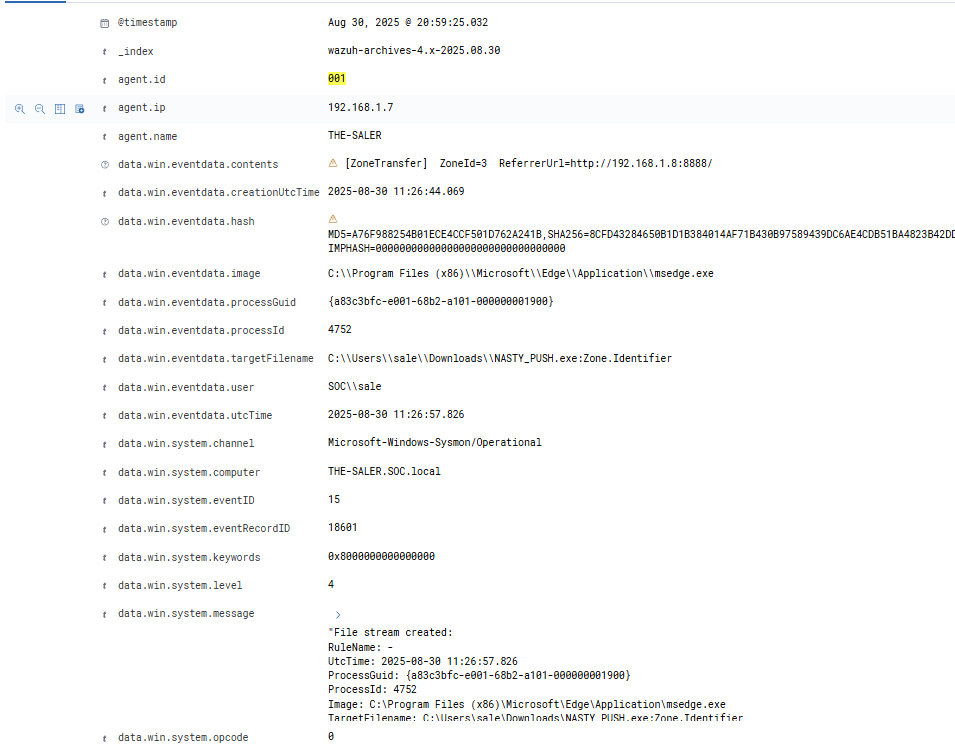 @timestamp Aug 30, 2025 @ 20:59:25.032
t _index wazuh-archives-4.x-2025.08.30
t agent.id 001
t agent.ip 192.168.1.7
t agent.name THE-SALER
data.win.eventdata.contents [ZoneTransfer] ZoneId=3 ReferrerUrl=http://192.168.1.8:8888/
t data.win.eventdata.creationUtcTime 2025-08-30 11:26:44.069
data.win.eventdata.hash
MD5=A76F988254B01ECE4CCF501D762A241B,SHA256=8CFD43284650B1D1B384014AF71B430B97589439DC6AE4CDB51BA4823B42DD
IMPHASH=00000000000000000000000000000000
t data.win.eventdata.image C:\\Program Files (x86)\\Microsoft\\Edge\\Application\\msedge.exe
t data.win.eventdata.processGuid {a83c3bfc-e001-68b2-a101-000000001900}
t data.win.eventdata.processId 4752
t data.win.eventdata.targetFilename C:\\Users\\sale\\Downloads\\NASTY_PUSH.exe:Zone.Identifier
t data.win.eventdata.user SOC\\sale
t data.win.eventdata.utcTime 2025-08-30 11:26:57.826
t data.win.system.channel Microsoft-Windows-Sysmon/Operational
t data.win.system.computer THE-SALER.SOC.local
t data.win.system.eventID 15
t data.win.system.eventRecordID 18601
t data.win.system.keywords 0x8000000000000000
t data.win.system.level 4
t data.win.system.message
"File stream created:
RuleName: -
UtcTime: 2025-08-30 11:26:57.826
ProcessGuid: {a83c3bfc-e001-68b2-a101-000000001900}
ProcessId: 4752
Image: C:\Program Files (x86)\Microsoft\Edge\Application\msedge.exe
TargetFilename: C:\Users\sale\Downloads\NASTY_PUSH.exe:Zone.Identifier
t data.win.system.opcode 0